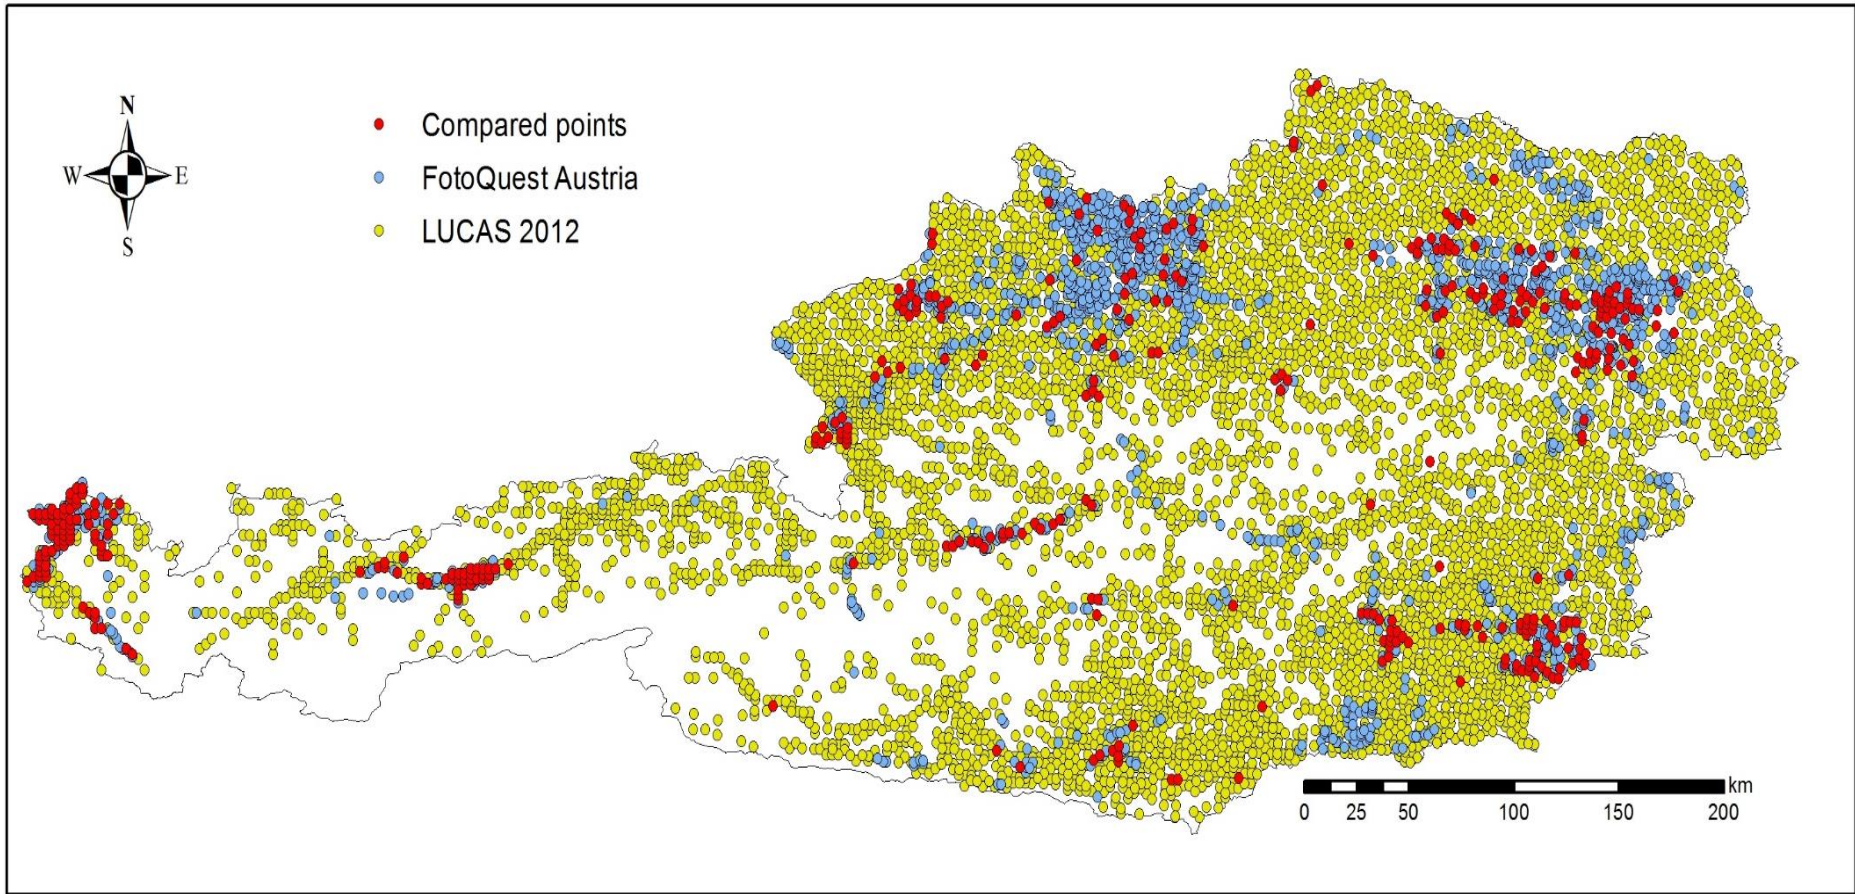 N
W E
S
Compared points
FotoQuest Austria
LUCAS 2012
km
0 25 50 100 150 200